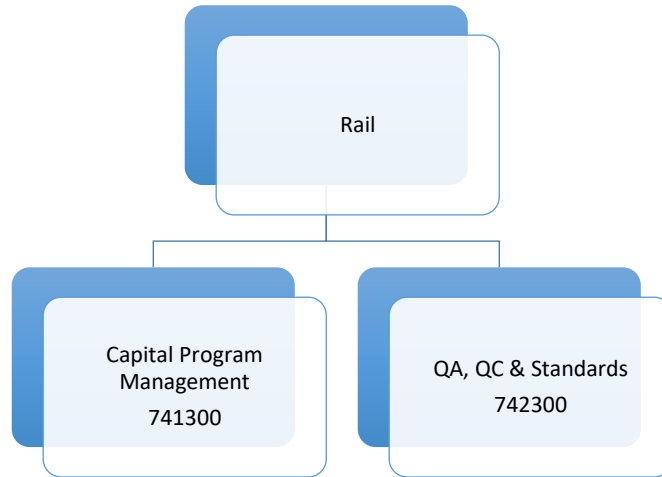 Rail
Capital Program
Management
741300
QA, QC & Standards
742300